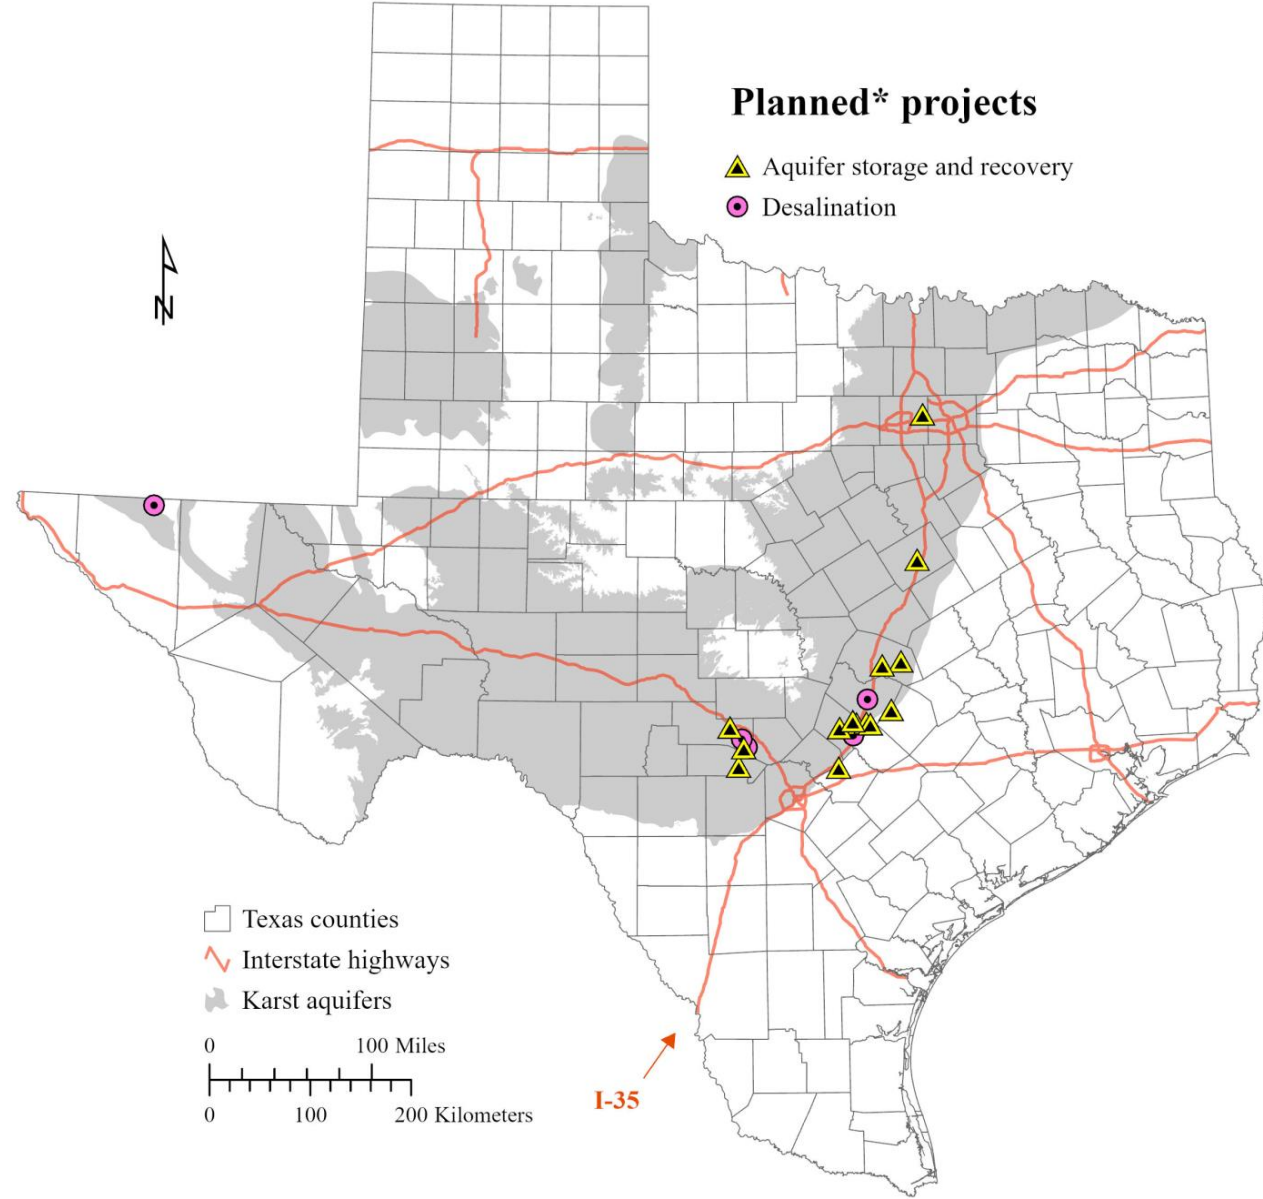 Planned* projects
Aquifer storage and recovery
Desalination
N
Texas counties
Interstate highways
Karst aquifers
0 100 Miles
0 100 200 Kilometers
I-35